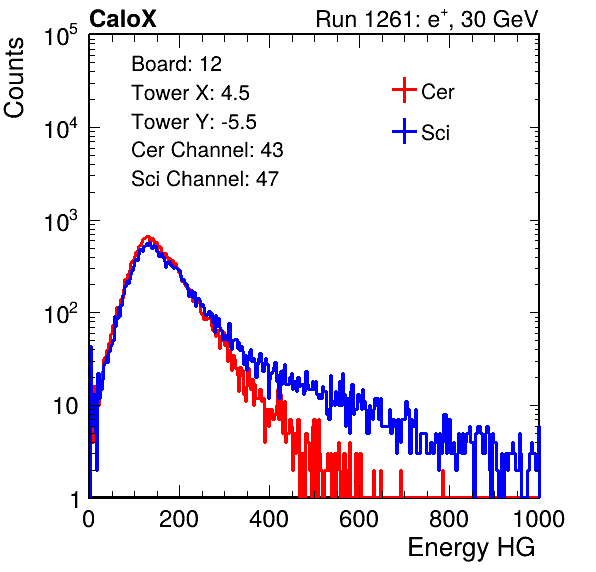 CaloX Run 1261: e⁺, 30 GeV
Counts
10⁵
10⁴
10³
10²
10
1
Board: 12
Tower X: 4.5
Tower Y: -5.5
Cer Channel: 43
Sci Channel: 47
Cer
Sci
0 200 400 600 800 1000
Energy HG